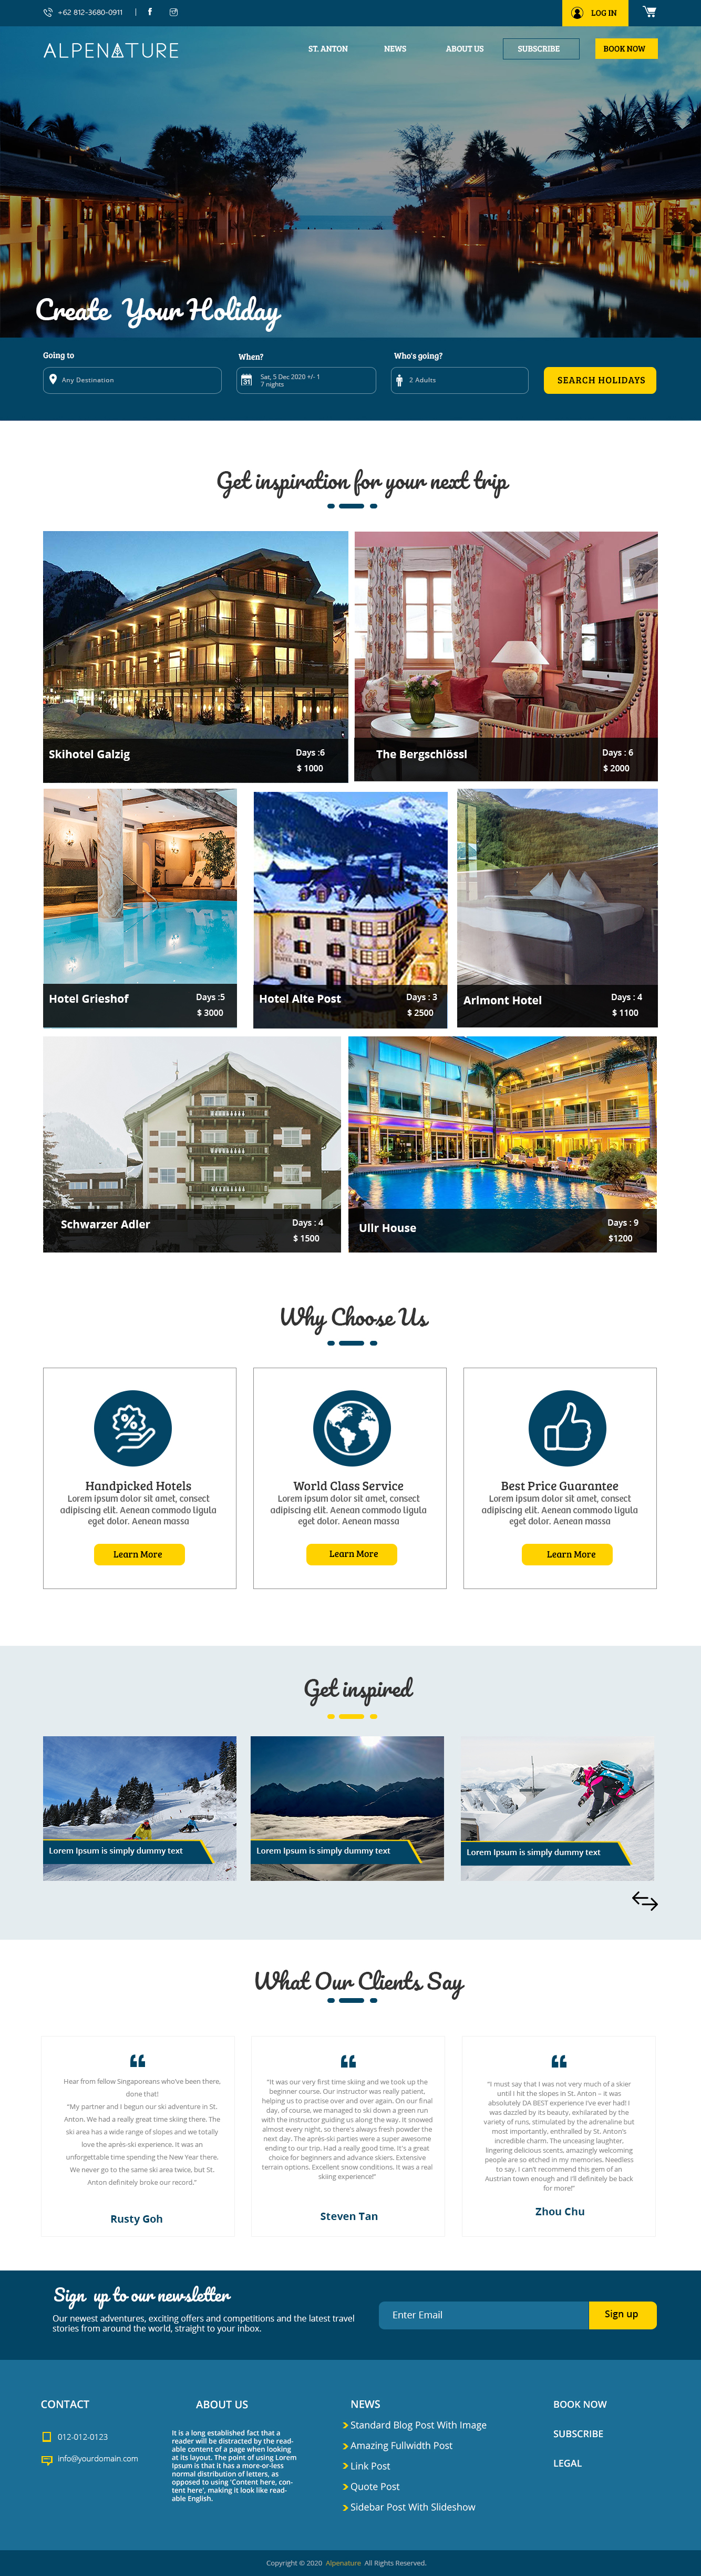 +62 812-3680-0911
LOG IN
ALPENATURE
ST. ANTON
NEWS
ABOUT US
SUBSCRIBE
BOOK NOW
Create Your Holiday
Going to
When?
Who's going?
Any Destination
31
Sat, 5 Dec 2020 +/- 1
7 nights
2 Adults
SEARCH HOLIDAYS
Get inspiration for your next trip
Skihotel Galzig
Days :6
$ 1000
The Bergschlössl
Days : 6
$ 2000
Hotel Grieshof
Days :5
$ 3000
HOTEL ALTE POST
Hotel Alte Post
Days : 3
$ 2500
Arlmont Hotel
Days : 4
$ 1100
Schwarzer Adler
Days : 4
$ 1500
Ullr House
Days : 9
$1200
Why Choose Us
Handpicked Hotels
Lorem ipsum dolor sit amet, consect
adipiscing elit. Aenean commodo ligula
eget dolor. Aenean massa
Learn More
World Class Service
Lorem ipsum dolor sit amet, consect
adipiscing elit. Aenean commodo ligula
eget dolor. Aenean massa
Learn More
Best Price Guarantee
Lorem ipsum dolor sit amet, consect
adipiscing elit. Aenean commodo ligula
eget dolor. Aenean massa
Learn More
Get inspired
Lorem Ipsum is simply dummy text
Lorem Ipsum is simply dummy text
Lorem Ipsum is simply dummy text
What Our Clients Say
Hear from fellow Singaporeans who've been there,
done that!
"My partner and I begun our ski adventure in St.
Anton. We had a really great time skiing there. The
ski area has a wide range of slopes and we totally
love the après-ski experience. It was an
unforgettable time spending the New Year there.
We never go to the same ski area twice, but St.
Anton definitely broke our record."
Rusty Goh
"It was our very first time skiing and we took up the
beginner course. Our instructor was really patient,
helping us to practise over and over again. On our final
day, of course, we managed to ski down a green run
with the instructor guiding us along the way. It snowed
almost every night, so there's always fresh powder the
next day. The après-ski parties were a super awesome
ending to our trip. Had a really good time. It's a great
choice for beginners and advance skiers. Extensive
terrain options. Excellent snow conditions. It was a real
skiing experience!"
Steven Tan
"I must say that I was not very much of a skier
until I hit the slopes in St. Anton – it was
absolutely DA BEST experience I've ever had! I
was dazzled by its beauty, exhilarated by the
variety of runs, stimulated by the adrenaline but
most importantly, enthralled by St. Anton's
incredible charm. The unceasing laughter,
lingering delicious scents, amazingly welcoming
people are so etched in my memories. Needless
to say, I can't recommend this gem of an
Austrian town enough and I'll definitely be back
for more!"
Zhou Chu
Sign up to our newsletter
Our newest adventures, exciting offers and competitions and the latest travel
stories from around the world, straight to your inbox.
Enter Email
Sign up
CONTACT
012-012-0123
info@yourdomain.com
ABOUT US
It is a long established fact that a
reader will be distracted by the read-
able content of a page when looking
at its layout. The point of using Lorem
Ipsum is that it has a more-or-less
normal distribution of letters, as
opposed to using 'Content here, con-
tent here', making it look like read-
able English.
NEWS
Standard Blog Post With Image
Amazing Fullwidth Post
Link Post
Quote Post
Sidebar Post With Slideshow
BOOK NOW
SUBSCRIBE
LEGAL
Copyright © 2020 Alpenature All Rights Reserved.